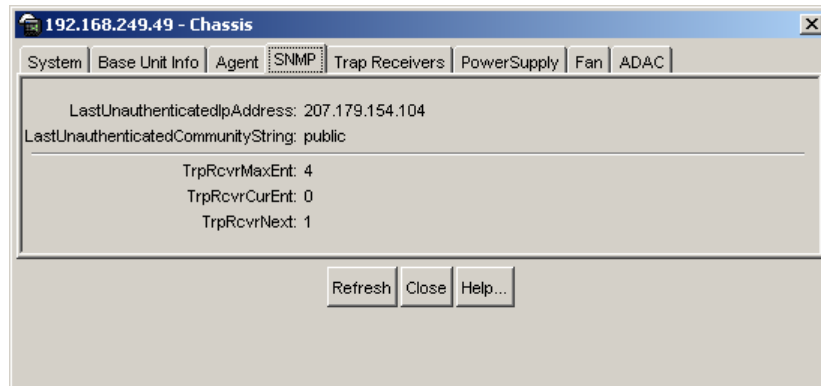 192.168.249.49 - Chassis
System Base Unit Info Agent SNMP Trap Receivers PowerSupply Fan ADAC
LastUnauthenticatedIpAddress: 207.179.154.104
LastUnauthenticatedCommunityString: public
TrpRcvrMaxEnt: 4
TrpRcvrCurEnt: 0
TrpRcvrNext: 1
Refresh Close Help...